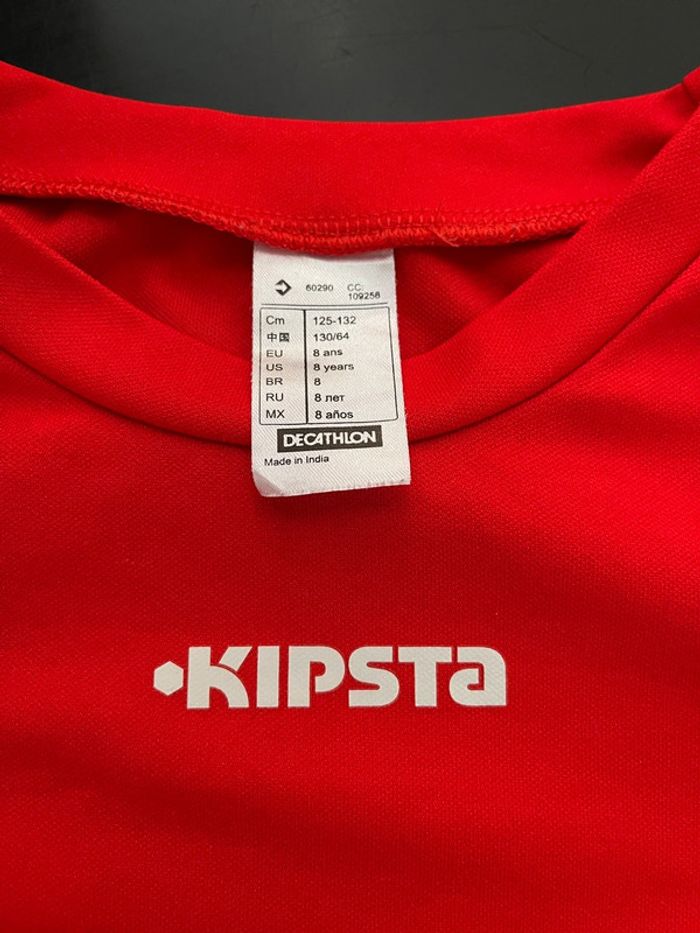 60290 CC:
109258
Cm 125-132
中国 130/64
EU 8 ans
US 8 years
BR 8
RU 8 лет
MX 8 años
DECATHLON
Made in India
KIPSTA